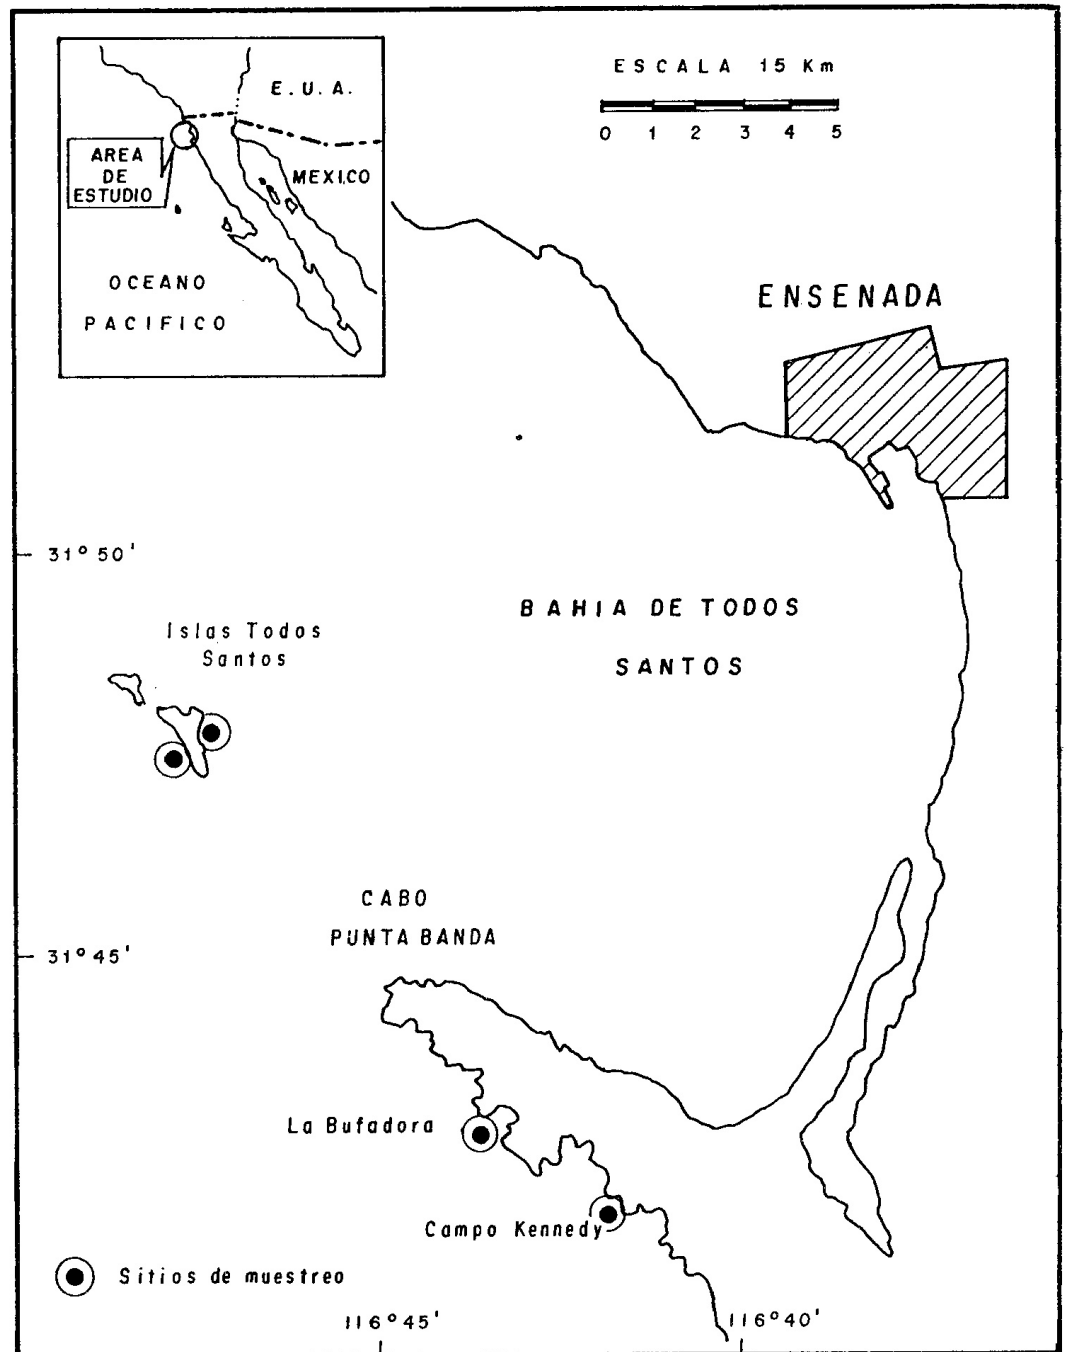 E.U.A.
AREA
DE
ESTUDIO
MEXICO
OCEANO
PACIFICO
ESCALA 15 Km
0 1 2 3 4 5
ENSENADA
31° 50'
BAHIA DE TODOS
SANTOS
Islas Todos
Santos
CABO
PUNTA BANDA
31° 45'
La Bufadora
Campo Kennedy
Sitios de muestreo
116° 45'
116° 40'